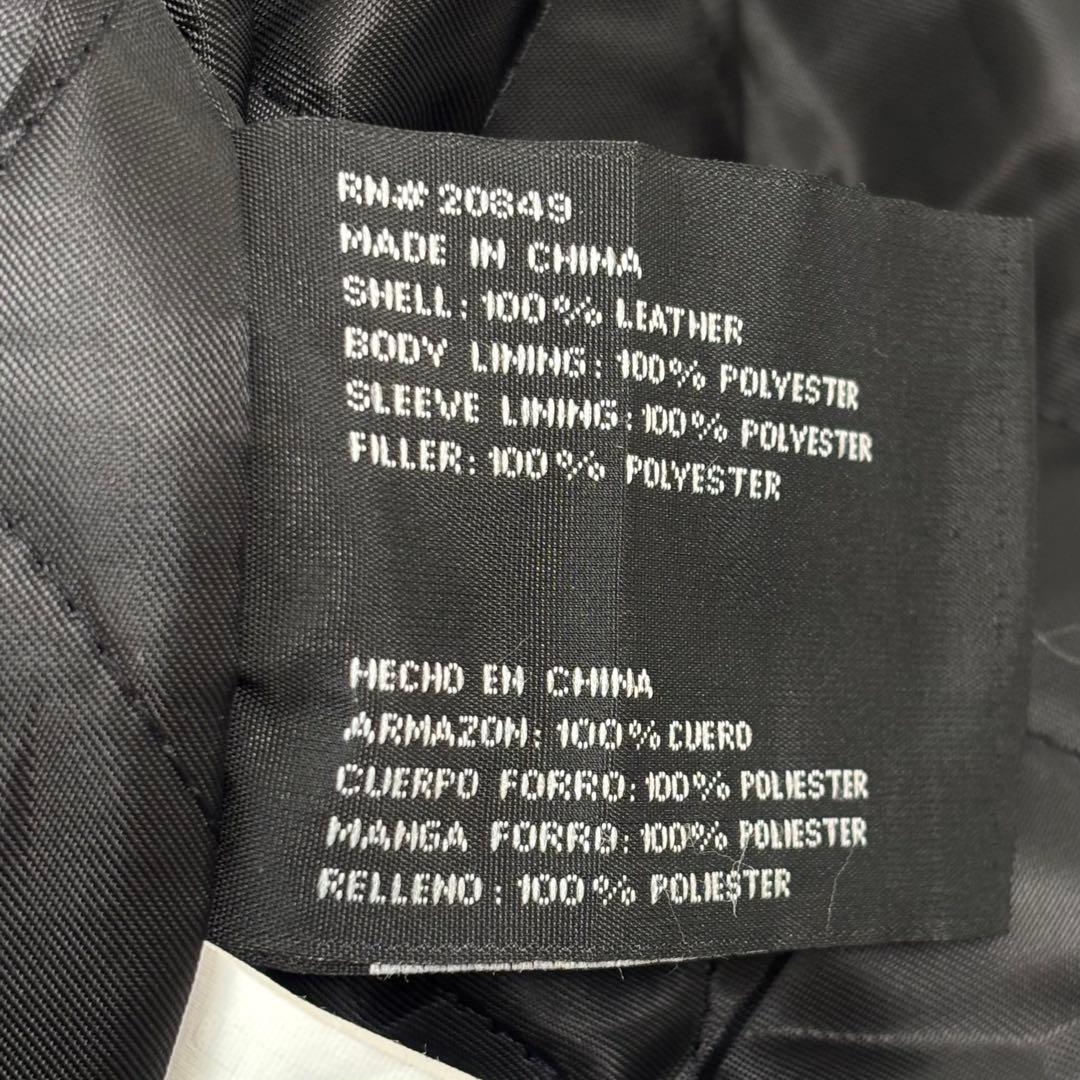 RN# 20649
MADE IN CHINA
SHELL: 100% LEATHER
BODY LINING: 100% POLYESTER
SLEEVE LINING: 100% POLYESTER
FILLER: 100% POLYESTER
HECHO EN CHINA
ARMAZON: 100% CUERO
CUERPO FORRO: 100% POLIESTER
MANGA FORRO: 100% POLIESTER
RELLENO: 100% POLIESTER